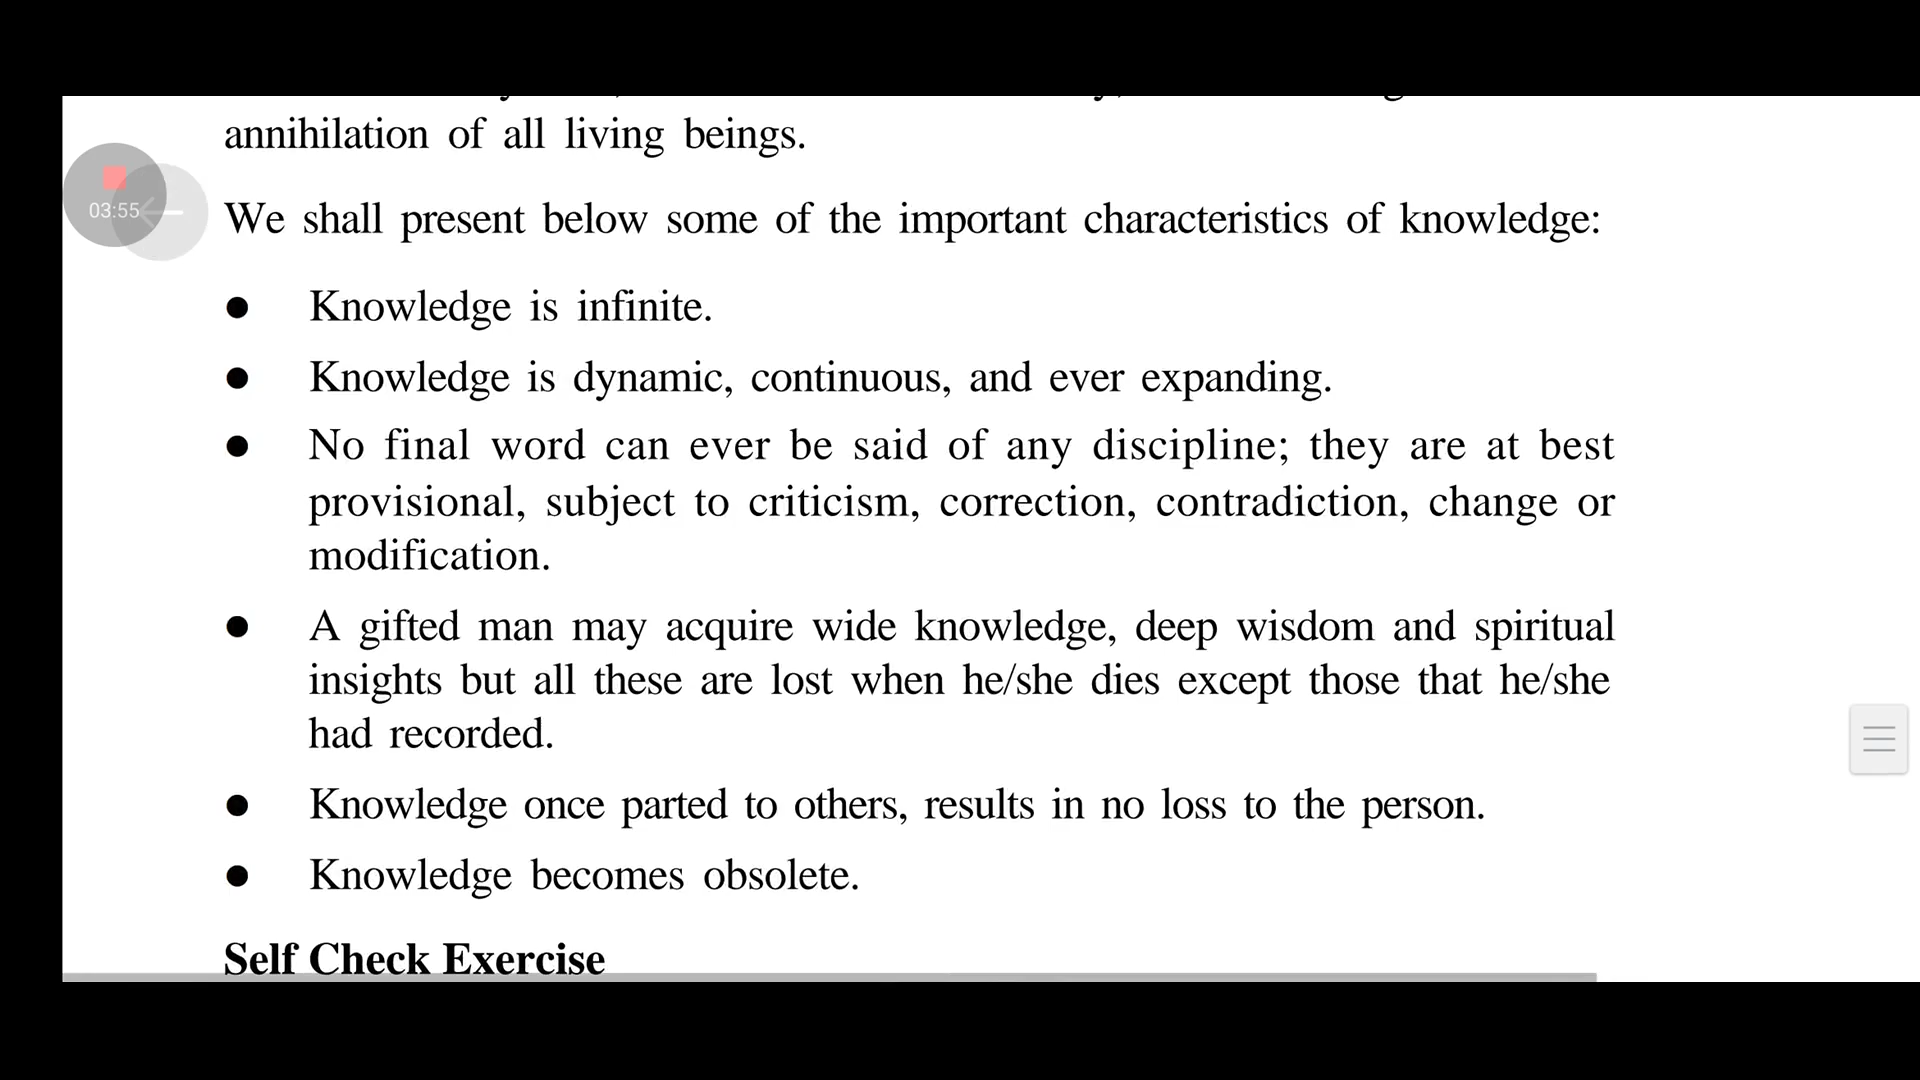 annihilation of all living beings.
03:55
We shall present below some of the important characteristics of knowledge:
● Knowledge is infinite.
● Knowledge is dynamic, continuous, and ever expanding.
● No final word can ever be said of any discipline; they are at best
provisional, subject to criticism, correction, contradiction, change or
modification.
● A gifted man may acquire wide knowledge, deep wisdom and spiritual
insights but all these are lost when he/she dies except those that he/she
had recorded.
● Knowledge once parted to others, results in no loss to the person.
● Knowledge becomes obsolete.
Self Check Exercise